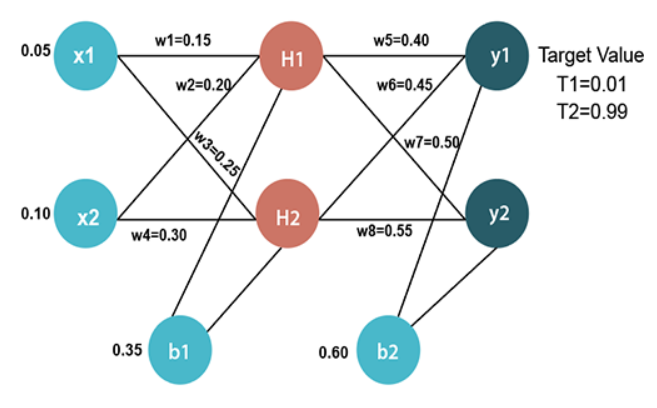 0.05
x1
w1=0.15
H1
w5=0.40
y1
Target Value
T1=0.01
T2=0.99
w2=0.20
w6=0.45
w3=0.25
w7=0.50
0.10
x2
w4=0.30
H2
w8=0.55
y2
0.35
b1
0.60
b2